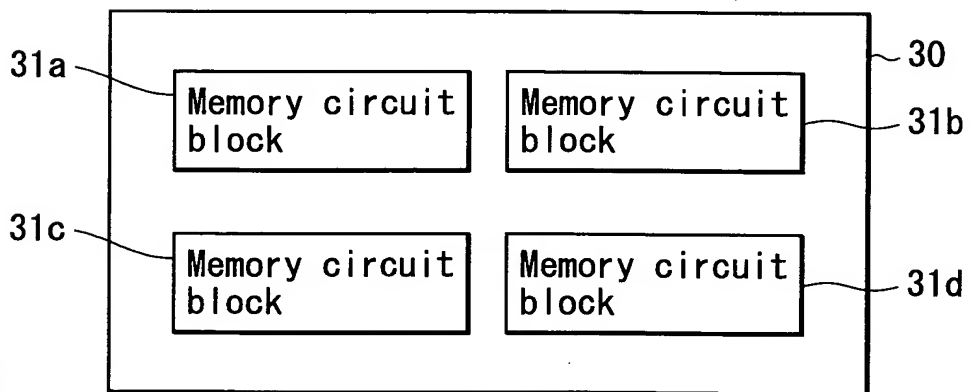 30
31a
Memory circuit
block
Memory circuit
block
31b
31c
Memory circuit
block
Memory circuit
block
31d